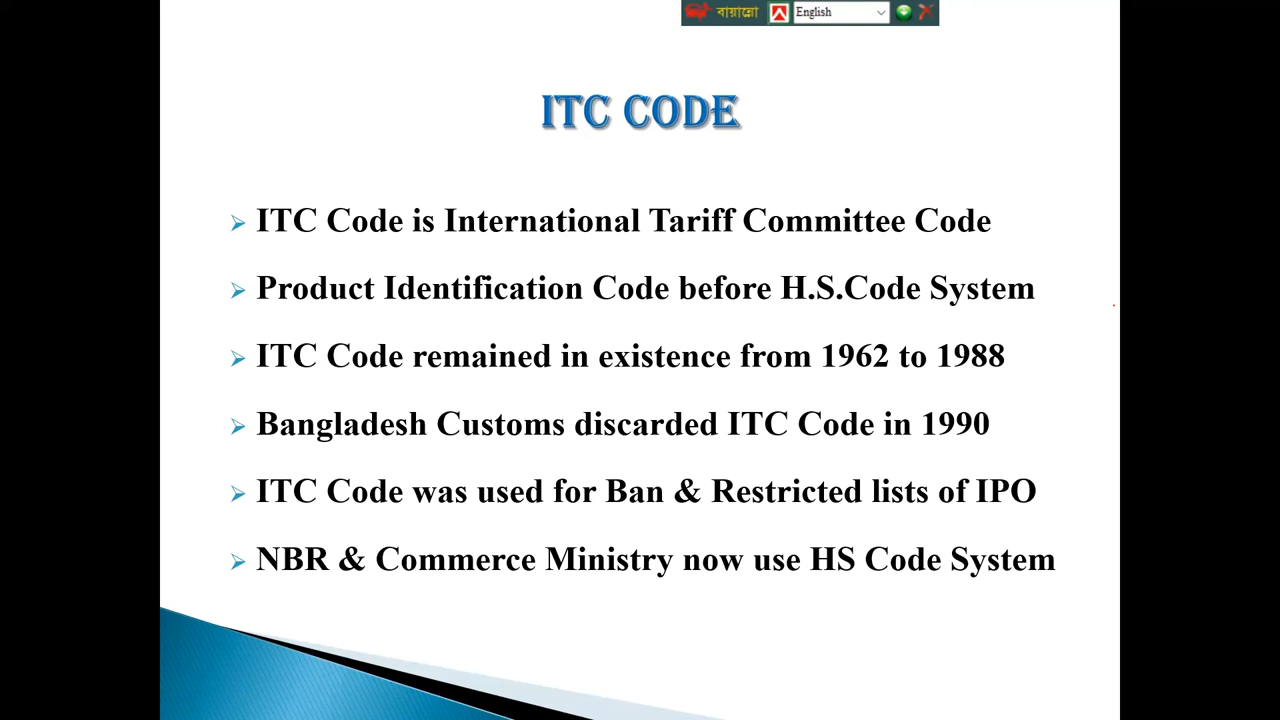 বায়ান্নো English
ITC CODE
ITC Code is International Tariff Committee Code
Product Identification Code before H.S.Code System
ITC Code remained in existence from 1962 to 1988
Bangladesh Customs discarded ITC Code in 1990
ITC Code was used for Ban & Restricted lists of IPO
NBR & Commerce Ministry now use HS Code System